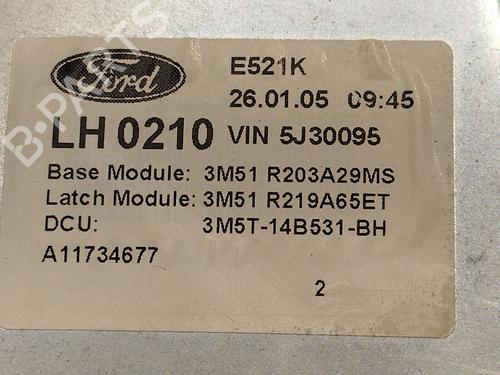 Ford
E521K
26.01.05 09:45
LH 0210 VIN 5J30095
Base Module: 3M51 R203A29MS
Latch Module: 3M51 R219A65ET
DCU: 3M5T-14B531-BH
A11734677
2
B-PARTS